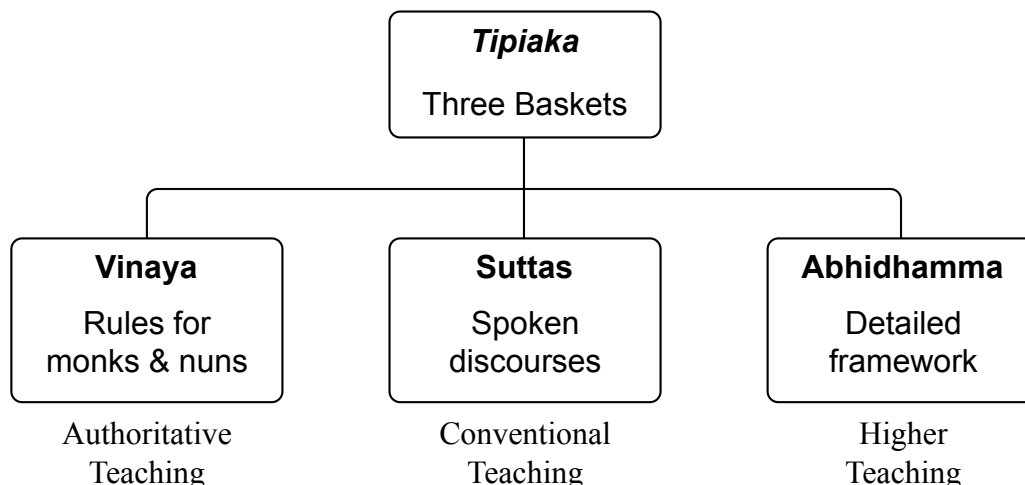 Tipiaka
Three Baskets
Vinaya
Rules for
monks & nuns
Authoritative
Teaching
Suttas
Spoken
discourses
Conventional
Teaching
Abhidhamma
Detailed
framework
Higher
Teaching